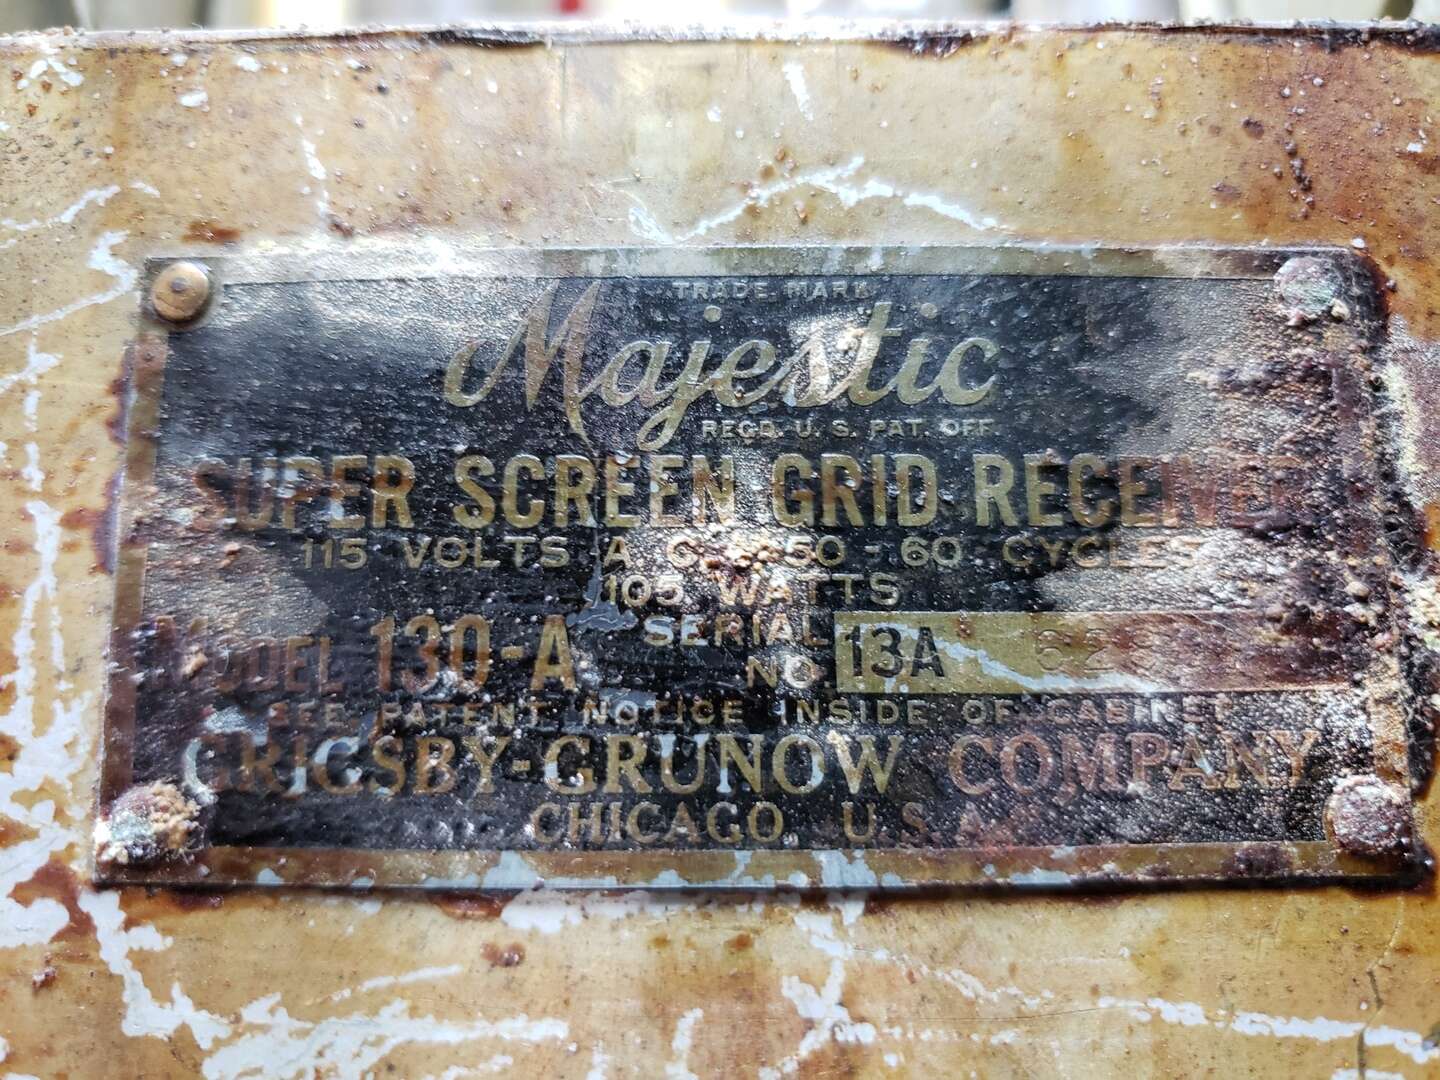 TRADE MARK
Majestic
REGD. U. S. PAT. OFF.
SUPER SCREEN GRID RECEIVER
115 VOLTS A C 50 - 60 CYCLES
105 WATTS
MODEL 130-A SERIAL NO 13A
SEE PATENT NOTICE INSIDE OF CABINET
GRIGSBY-GRUNOW COMPANY
CHICAGO, U.S.A.